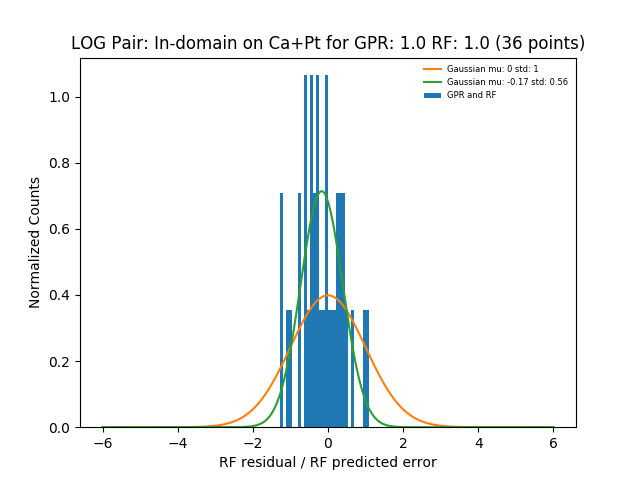 LOG Pair: In-domain on Ca+Pt for GPR: 1.0 RF: 1.0 (36 points)
Gaussian mu: 0 std: 1
Gaussian mu: -0.17 std: 0.56
GPR and RF
Normalized Counts
1.0
0.8
0.6
0.4
0.2
0.0
−6 −4 −2 0 2 4 6
RF residual / RF predicted error